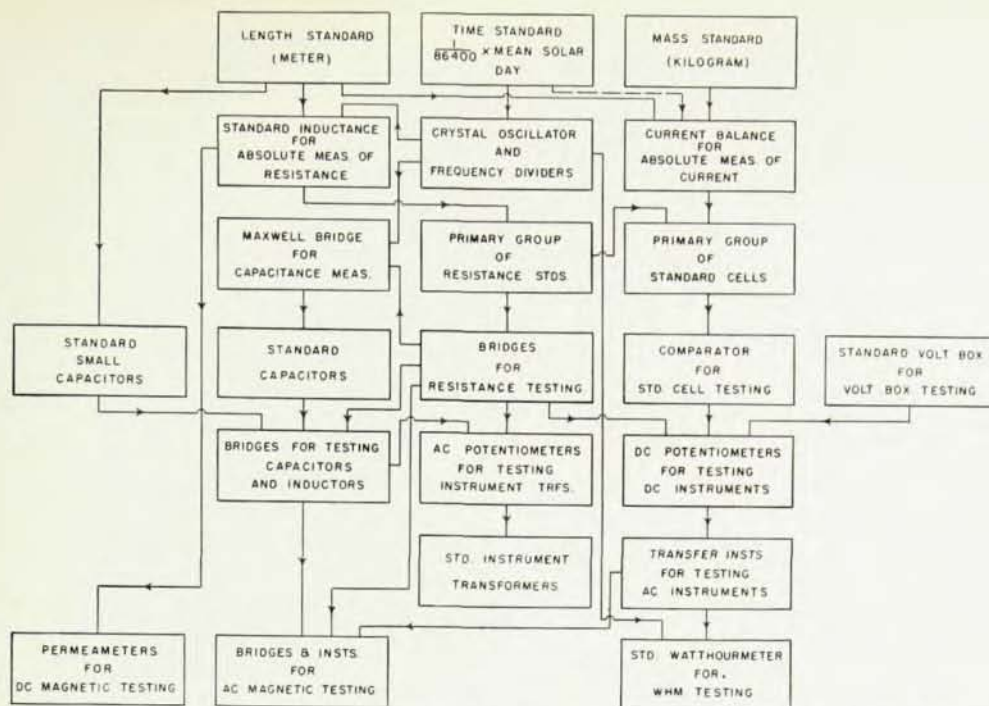 LENGTH STANDARD
(METER)
TIME STANDARD
1/86400 × MEAN SOLAR
DAY
MASS STANDARD
(KILOGRAM)
STANDARD INDUCTANCE
FOR
ABSOLUTE MEAS. OF
RESISTANCE
CRYSTAL OSCILLATOR
AND
FREQUENCY DIVIDERS
CURRENT BALANCE
FOR
ABSOLUTE MEAS. OF
CURRENT
MAXWELL BRIDGE
FOR
CAPACITANCE MEAS.
PRIMARY GROUP
OF
RESISTANCE STDS.
PRIMARY GROUP
OF
STANDARD CELLS
STANDARD
SMALL
CAPACITORS
STANDARD
CAPACITORS
BRIDGES
FOR
RESISTANCE TESTING
COMPARATOR
FOR
STD. CELL TESTING
STANDARD VOLT BOX
FOR
VOLT BOX TESTING
BRIDGES FOR TESTING
CAPACITORS
AND INDUCTORS
AC POTENTIOMETERS
FOR TESTING
INSTRUMENT TRFS.
DC POTENTIOMETERS
FOR TESTING
DC INSTRUMENTS
STD. INSTRUMENT
TRANSFORMERS
TRANSFER INSTS
FOR TESTING
AC INSTRUMENTS
PERMEAMETERS
FOR
DC MAGNETIC TESTING
BRIDGES & INSTS.
FOR
AC MAGNETIC TESTING
STD. WATTHOURMETER
FOR.
WHM TESTING